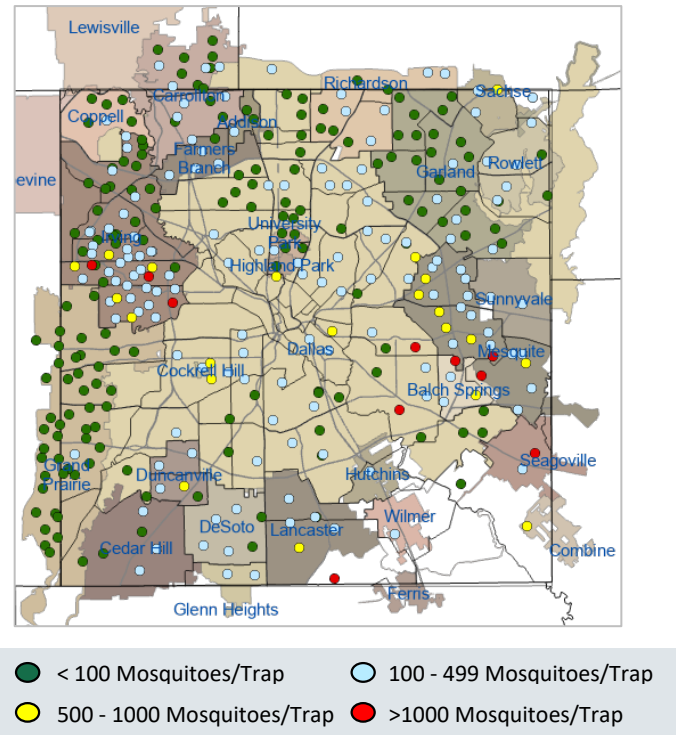 Lewisville
Richardson
Carrollton
Sachse
Coppell
Addison
Farmers
Branch
Garland
Rowlett
evine
University
Park
Irving
Highland Park
Sunnyvale
Dallas
Mesquite
Cockrell Hill
Balch Springs
Seagoville
Grand
Prairie
Duncanville
Hutchins
Wilmer
DeSoto
Lancaster
Cedar Hill
Combine
Ferris
Glenn Heights
< 100 Mosquitoes/Trap
100 - 499 Mosquitoes/Trap
500 - 1000 Mosquitoes/Trap
>1000 Mosquitoes/Trap